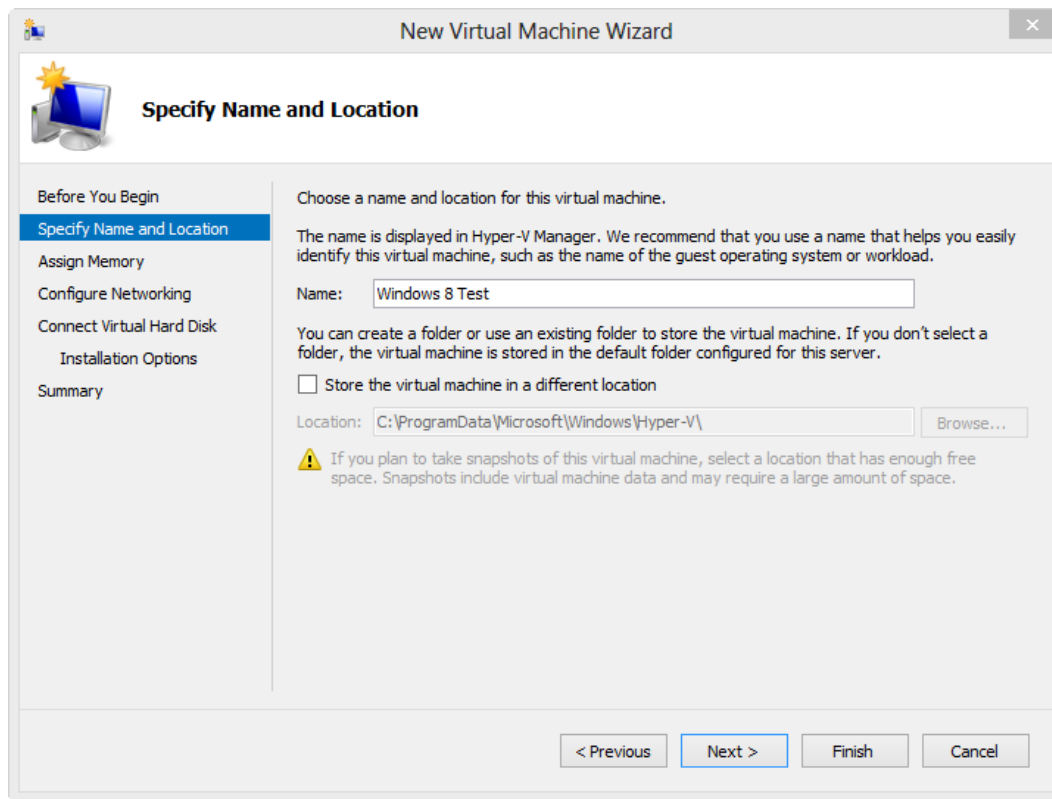 New Virtual Machine Wizard
Specify Name and Location
Before You Begin
Specify Name and Location
Assign Memory
Configure Networking
Connect Virtual Hard Disk
Installation Options
Summary
Choose a name and location for this virtual machine.
The name is displayed in Hyper-V Manager. We recommend that you use a name that helps you easily
identify this virtual machine, such as the name of the guest operating system or workload.
Name: Windows 8 Test
You can create a folder or use an existing folder to store the virtual machine. If you don't select a
folder, the virtual machine is stored in the default folder configured for this server.
Store the virtual machine in a different location
Location: C:\ProgramData\Microsoft\Windows\Hyper-V\ Browse...
If you plan to take snapshots of this virtual machine, select a location that has enough free
space. Snapshots include virtual machine data and may require a large amount of space.
< Previous Next > Finish Cancel